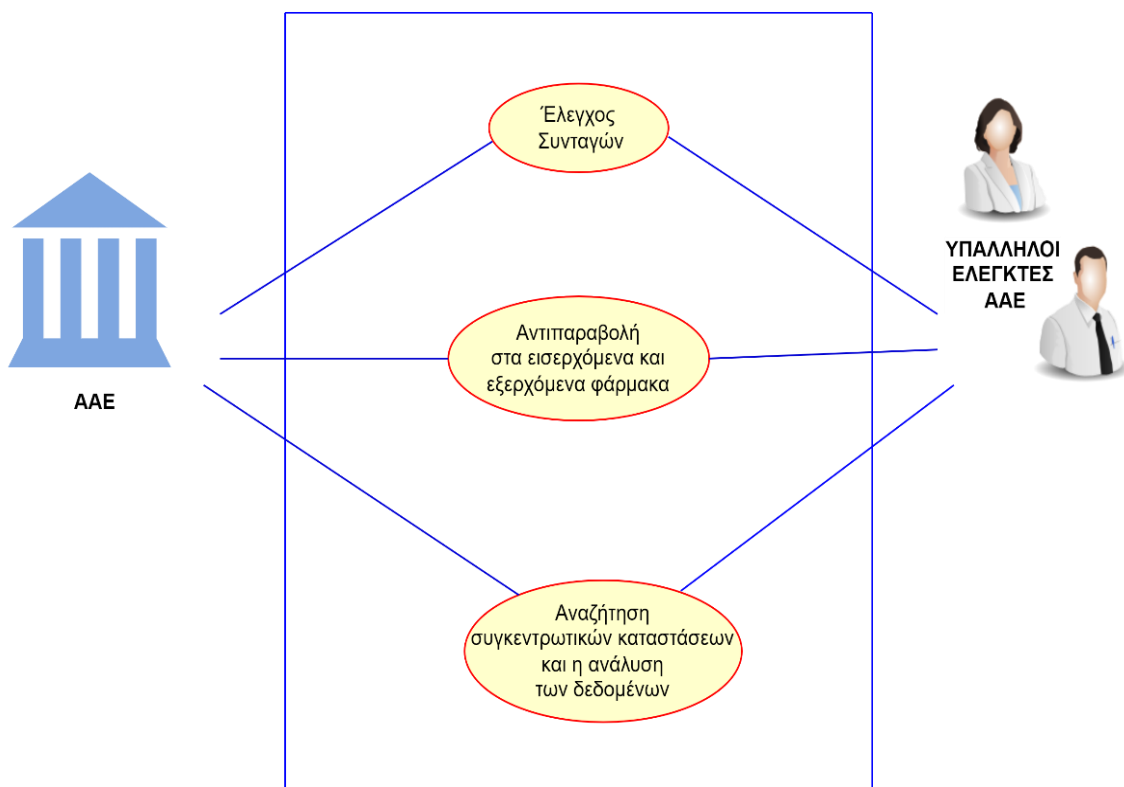 Έλεγχος
Συνταγών
ΥΠΑΛΛΗΛΟΙ
ΕΛΕΓΚΤΕΣ
ΑΑΕ
Αντιπαραβολή
στα εισερχόμενα και
εξερχόμενα φάρμακα
ΑΑΕ
Αναζήτηση
συγκεντρωτικών καταστάσεων
και η ανάλυση
των δεδομένων